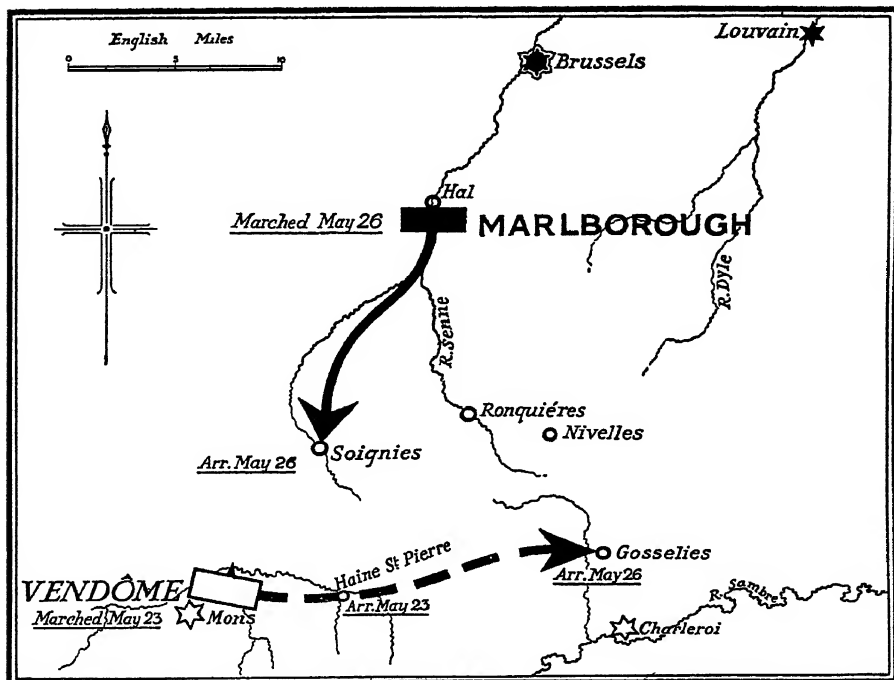 English Miles
0 5 10
Louvain
Brussels
Hal
Marched May 26
MARLBOROUGH
R. Dyle
R. Senne
Ronquiéres
Nivelles
Soignies
Arr. May 26
Haine St Pierre
Gosselies
Arr. May 26
VENDÔME
Arr. May 23
R. Sambre
Marched May 23
Mons
Charleroi